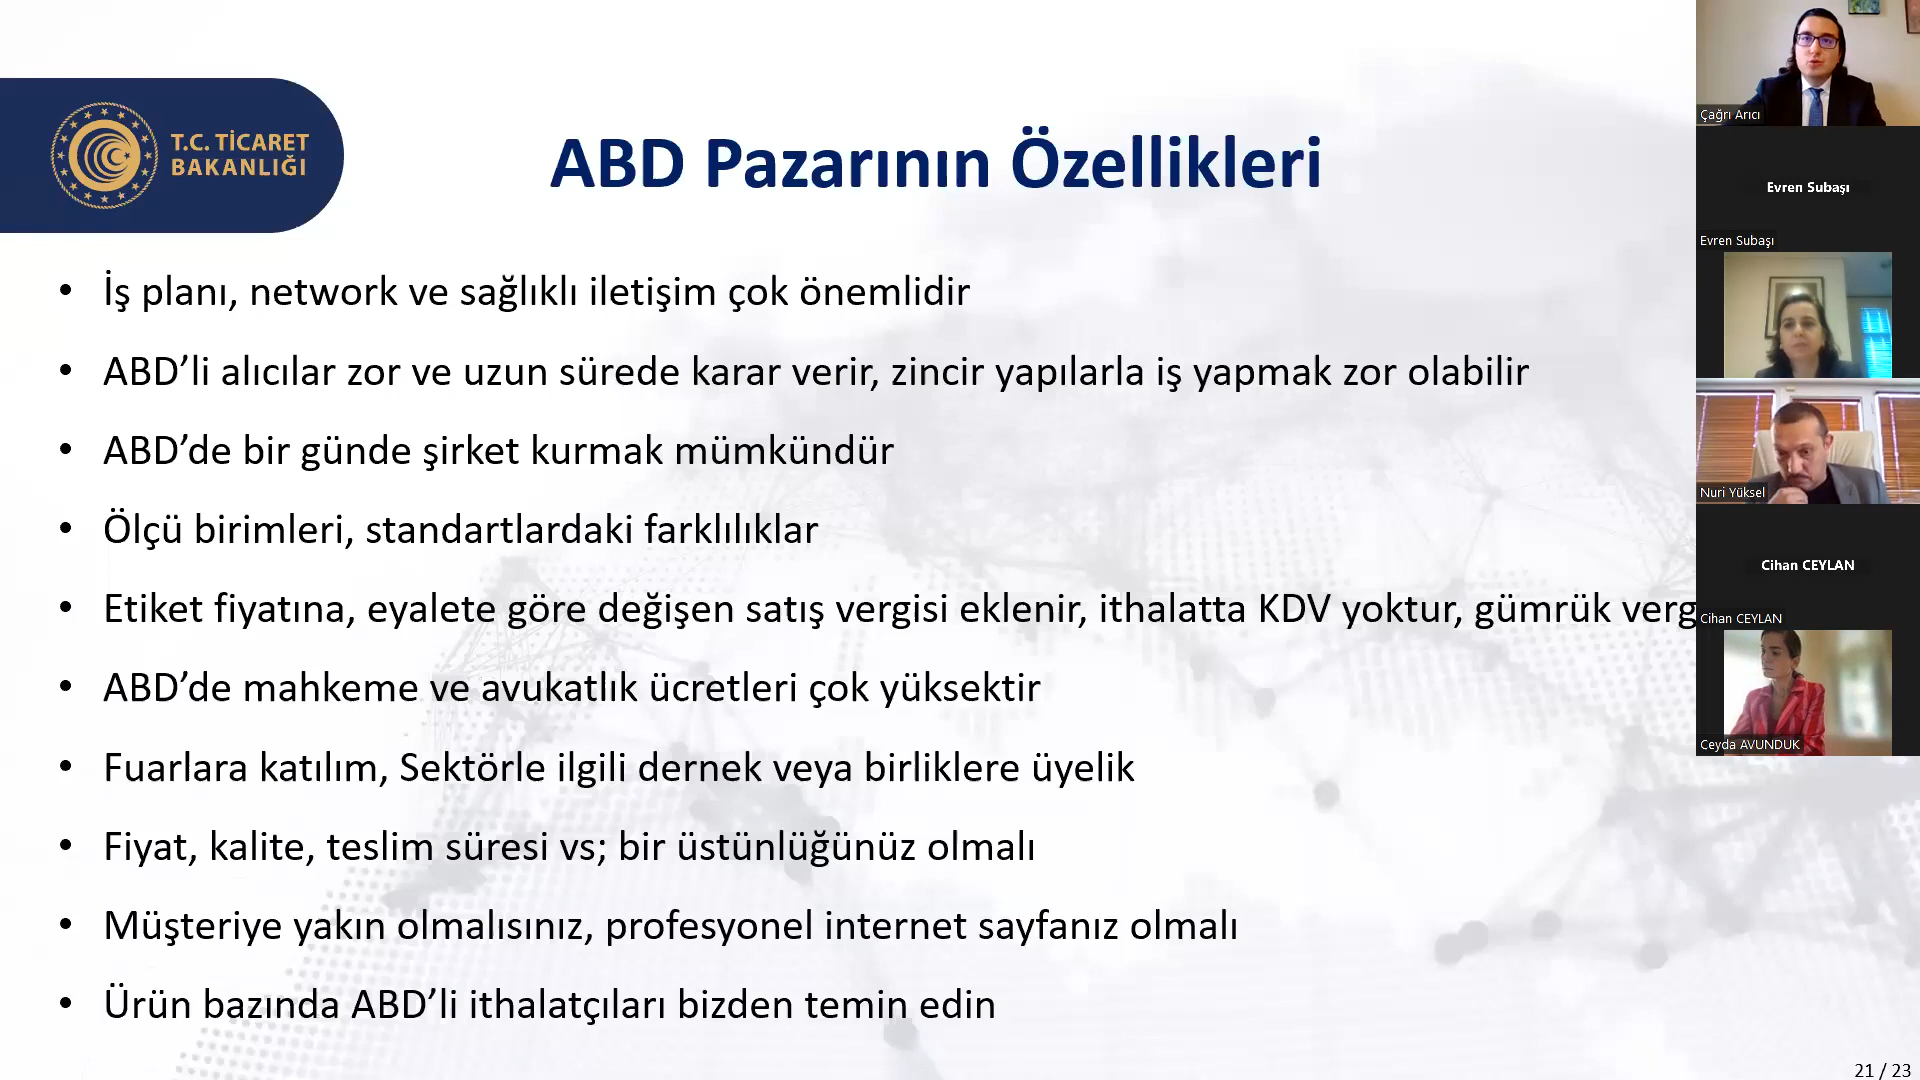 T.C. TİCARET
BAKANLIĞI
ABD Pazarının Özellikleri
• İş planı, network ve sağlıklı iletişim çok önemlidir
• ABD’li alıcılar zor ve uzun sürede karar verir, zincir yapılarla iş yapmak zor olabilir
• ABD’de bir günde şirket kurmak mümkündür
• Ölçü birimleri, standartlardaki farklılıklar
• Etiket fiyatına, eyalete göre değişen satış vergisi eklenir, ithalatta KDV yoktur, gümrük verg
• ABD’de mahkeme ve avukatlık ücretleri çok yüksektir
• Fuarlara katılım, Sektörle ilgili dernek veya birliklere üyelik
• Fiyat, kalite, teslim süresi vs; bir üstünlüğünüz olmalı
• Müşteriye yakın olmalısınız, profesyonel internet sayfanız olmalı
• Ürün bazında ABD’li ithalatçıları bizden temin edin
Çağrı Arıcı
Evren Subaşı
Evren Subaşı
Nuri Yüksel
Cihan CEYLAN
Cihan CEYLAN
Ceyda AVUNDUK
21 / 23